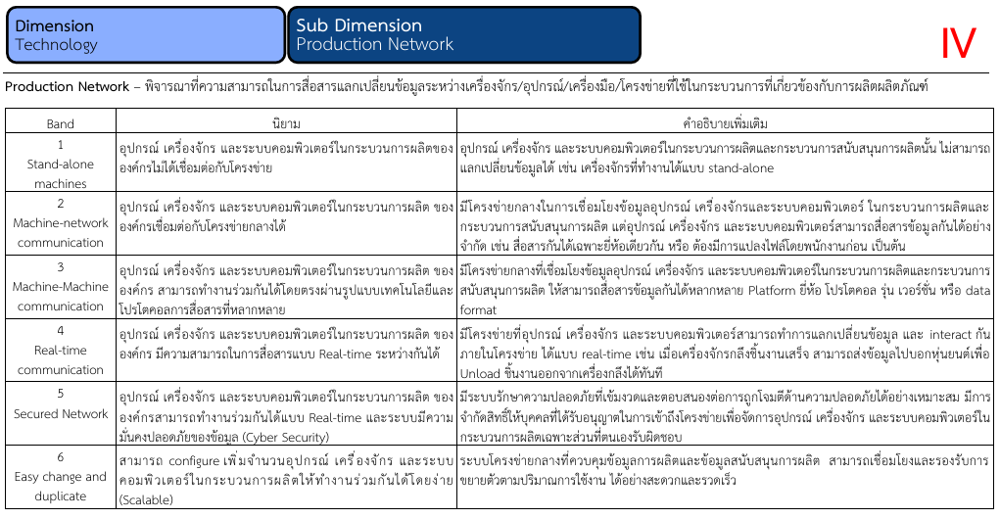 Dimension
Technology
Sub Dimension
Production Network
IV
Production Network – พิจารณาที่ความสามารถในการสื่อสารแลกเปลี่ยนข้อมูลระหว่างเครื่องจักร/อุปกรณ์/เครื่องมือ/โครงข่ายที่ใช้ในกระบวนการที่เกี่ยวข้องกับการผลิตผลิตภัณฑ์
Band
นิยาม
คำอธิบายเพิ่มเติม
1
Stand-alone
machines
อุปกรณ์ เครื่องจักร และระบบคอมพิวเตอร์ในกระบวนการผลิตของ
องค์กรไม่ได้เชื่อมต่อกับโครงข่าย
อุปกรณ์ เครื่องจักร และระบบคอมพิวเตอร์ในกระบวนการผลิตและกระบวนการสนับสนุนการผลิตนั้น ไม่สามารถ
แลกเปลี่ยนข้อมูลได้ เช่น เครื่องจักรที่ทำงานได้แบบ stand-alone
2
Machine-network
communication
อุปกรณ์ เครื่องจักร และระบบคอมพิวเตอร์ในกระบวนการผลิต ของ
องค์กรเชื่อมต่อกับโครงข่ายกลางได้
มีโครงข่ายกลางในการเชื่อมโยงข้อมูลอุปกรณ์ เครื่องจักรและระบบคอมพิวเตอร์ ในกระบวนการผลิตและ
กระบวนการสนับสนุนการผลิต แต่อุปกรณ์ เครื่องจักร และระบบคอมพิวเตอร์สามารถสื่อสารข้อมูลกันได้อย่าง
จำกัด เช่น สื่อสารกันได้เฉพาะยี่ห้อเดียวกัน หรือ ต้องมีการแปลงไฟล์โดยพนักงานก่อน เป็นต้น
3
Machine-Machine
communication
อุปกรณ์ เครื่องจักร และระบบคอมพิวเตอร์ในกระบวนการผลิต ของ
องค์กร สามารถทำงานร่วมกันได้โดยตรงผ่านรูปแบบเทคโนโลยีและ
โปรโตคอลการสื่อสารที่หลากหลาย
มีโครงข่ายกลางที่เชื่อมโยงข้อมูลอุปกรณ์ เครื่องจักร และระบบคอมพิวเตอร์ในกระบวนการผลิตและกระบวนการ
สนับสนุนการผลิต ให้สามารถสื่อสารข้อมูลกันได้หลากหลาย Platform ยี่ห้อ โปรโตคอล รุ่น เวอร์ชั่น หรือ data
format
4
Real-time
communication
อุปกรณ์ เครื่องจักร และระบบคอมพิวเตอร์ในกระบวนการผลิต ของ
องค์กร มีความสามารถในการสื่อสารแบบ Real-time ระหว่างกันได้
มีโครงข่ายที่อุปกรณ์ เครื่องจักร และระบบคอมพิวเตอร์สามารถทำการแลกเปลี่ยนข้อมูล และ interact กัน
ภายในโครงข่าย ได้แบบ real-time เช่น เมื่อเครื่องจักรกลึงชิ้นงานเสร็จ สามารถส่งข้อมูลไปบอกหุ่นยนต์เพื่อ
Unload ชิ้นงานออกจากเครื่องกลึงได้ทันที
5
Secured Network
อุปกรณ์ เครื่องจักร และระบบคอมพิวเตอร์ในกระบวนการผลิต ของ
องค์กรสามารถทำงานร่วมกันได้แบบ Real-time และระบบมีความ
มั่นคงปลอดภัยของข้อมูล (Cyber Security)
มีระบบรักษาความปลอดภัยที่เข้มงวดและตอบสนองต่อการถูกโจมตีด้านความปลอดภัยได้อย่างเหมาะสม มีการ
จำกัดสิทธิ์ให้บุคคลที่ได้รับอนุญาตในการเข้าถึงโครงข่ายเพื่อจัดการอุปกรณ์ เครื่องจักร และระบบคอมพิวเตอร์ใน
กระบวนการผลิตเฉพาะส่วนที่ตนเองรับผิดชอบ
6
Easy change and
duplicate
สามารถ configure เพิ่มจำนวนอุปกรณ์ เครื่องจักร และระบบ
คอมพิวเตอร์ในกระบวนการผลิตให้ทำงานร่วมกันได้โดยง่าย
(Scalable)
ระบบโครงข่ายกลางที่ควบคุมข้อมูลการผลิตและข้อมูลสนับสนุนการผลิต สามารถเชื่อมโยงและรองรับการ
ขยายตัวตามปริมาณการใช้งาน ได้อย่างสะดวกและรวดเร็ว